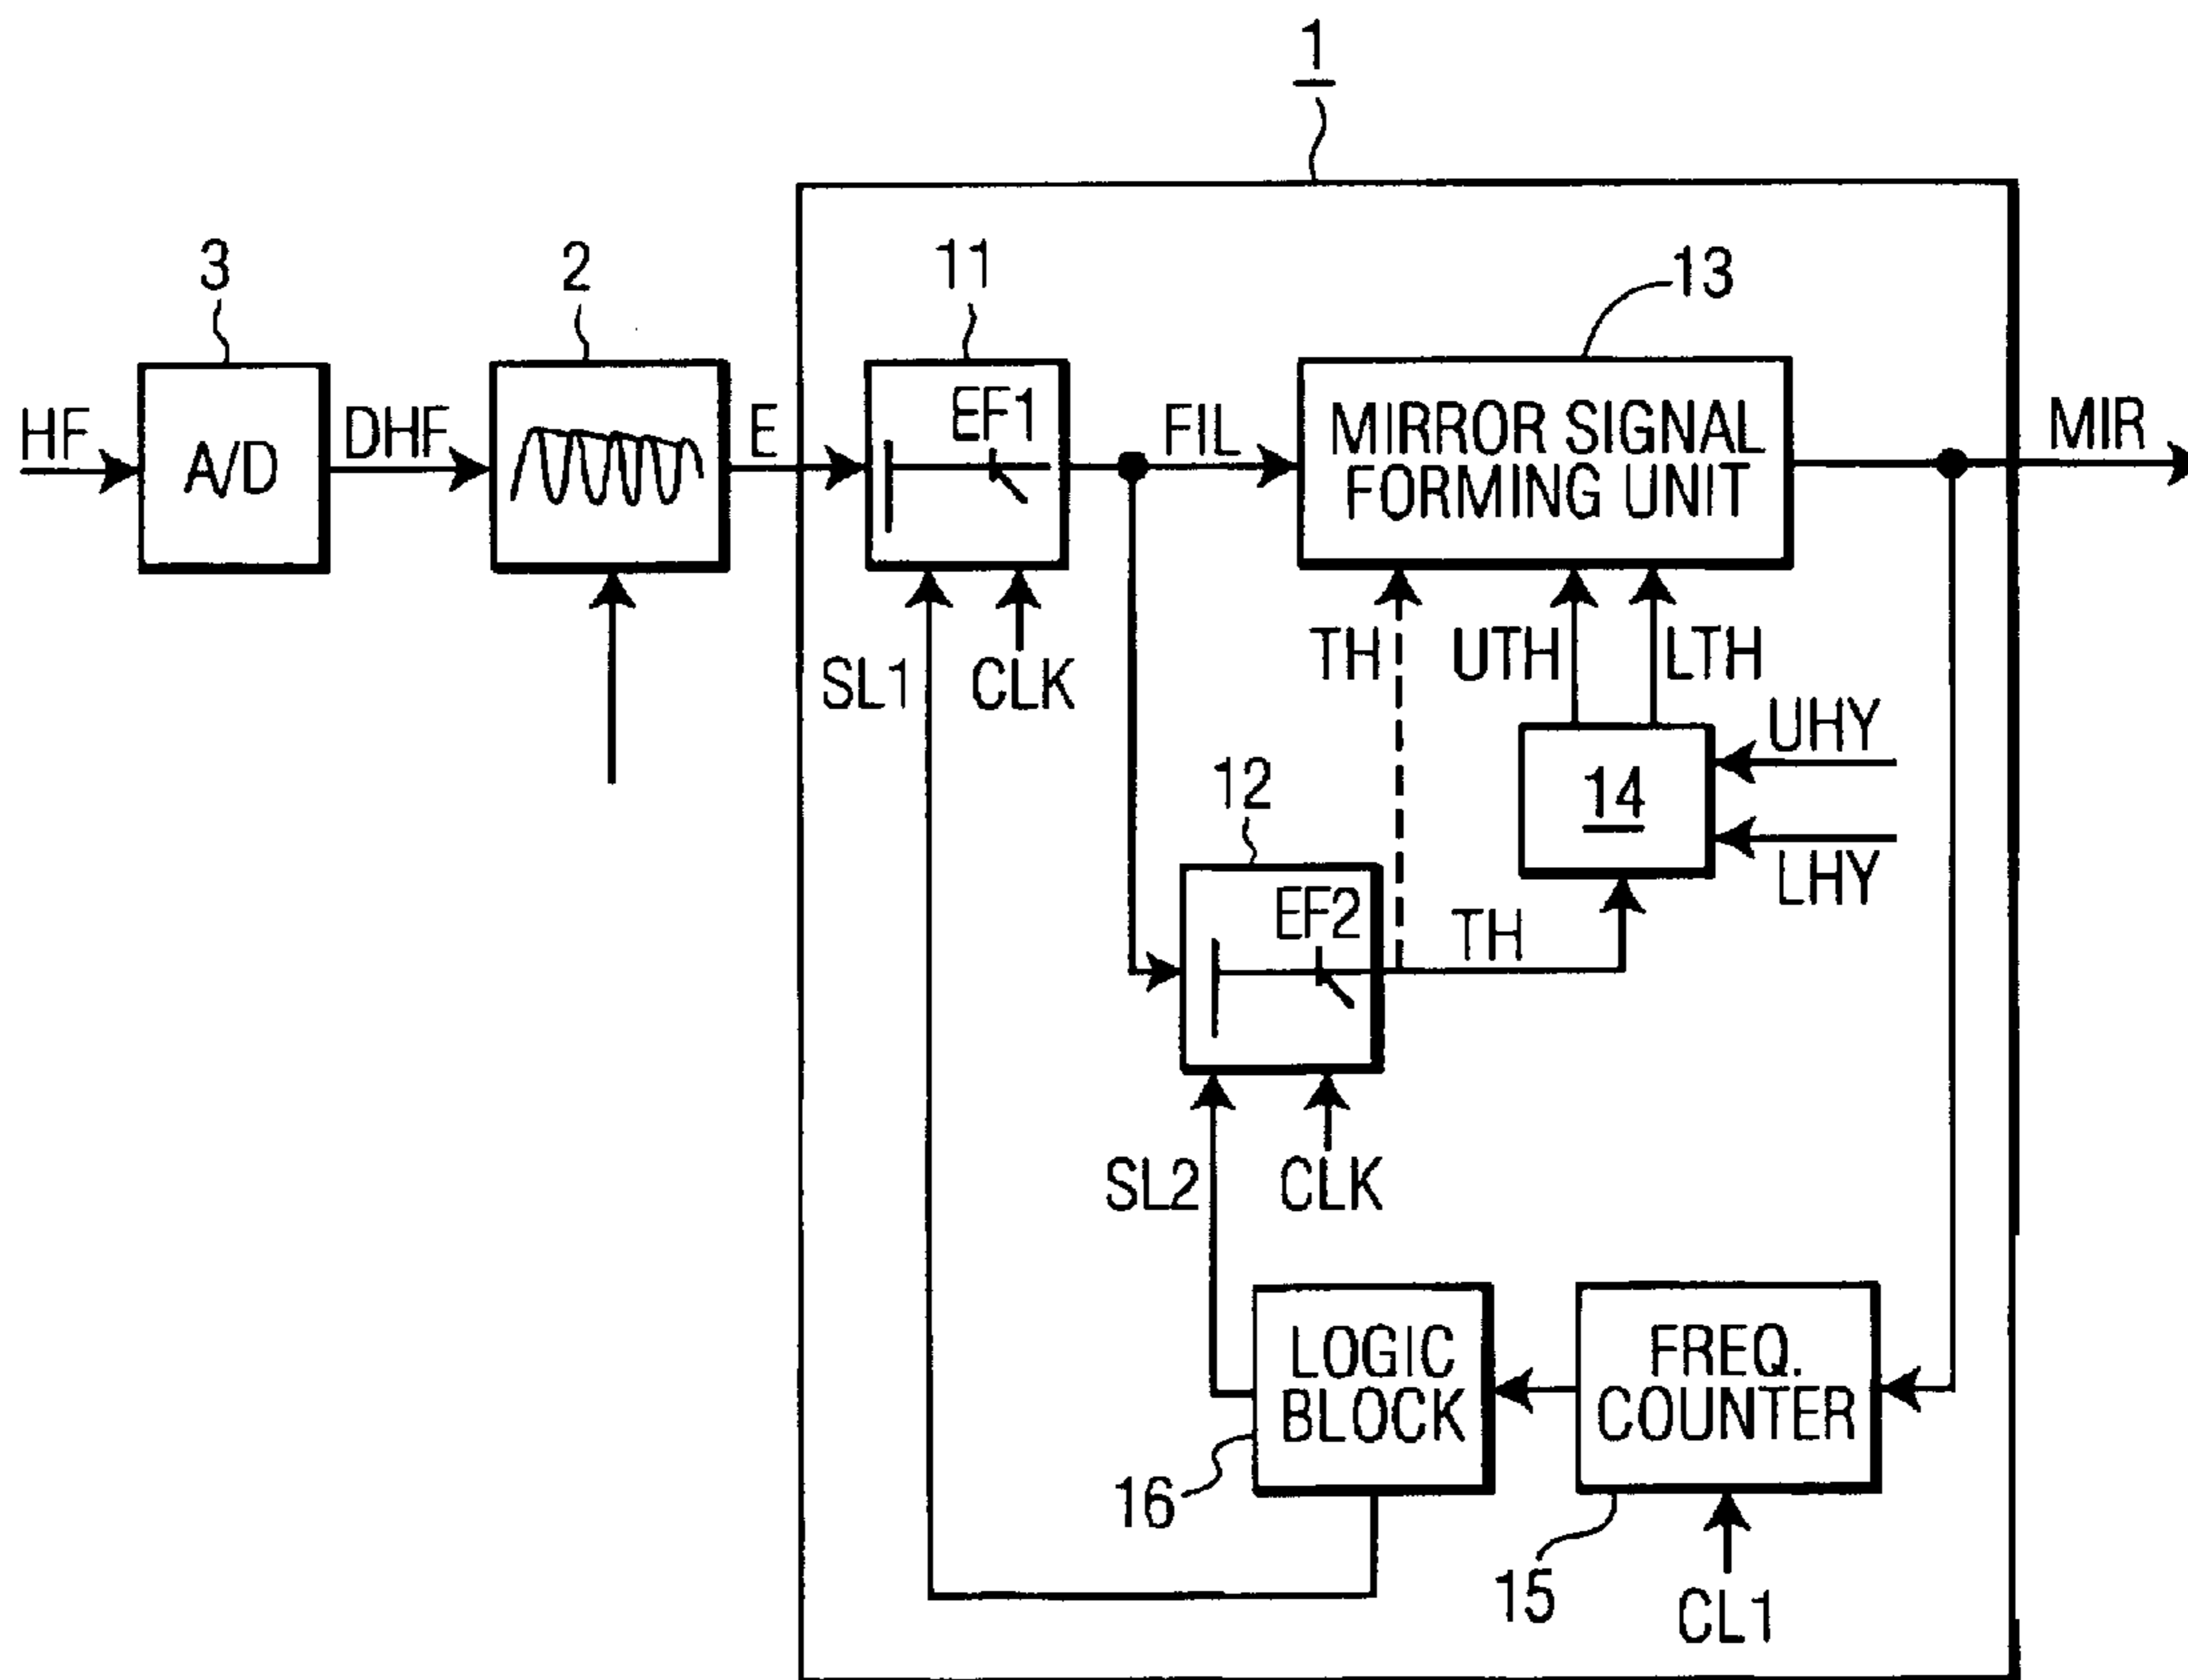 1
3
2
11
13
HF
A/D
DHF
E
EF1
FIL
MIRROR SIGNAL
FORMING UNIT
MIR
SL1
CLK
TH
UTH
LTH
UHY
14
LHY
12
EF2
TH
SL2
CLK
LOGIC
BLOCK
FREQ.
COUNTER
16
15
CL1